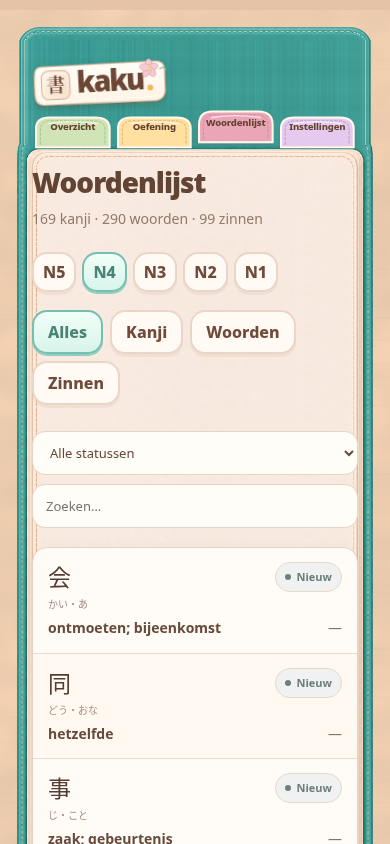 書 kaku.
Overzicht Oefening Woordenlijst Instellingen
Woordenlijst
169 kanji · 290 woorden · 99 zinnen
N5 N4 N3 N2 N1
Alles Kanji Woorden
Zinnen
Alle statussen
Zoeken...
会 Nieuw
かい・あ
ontmoeten; bijeenkomst —
同 Nieuw
どう・おな
hetzelfde —
事 Nieuw
じ・こと
zaak; gebeurtenis —